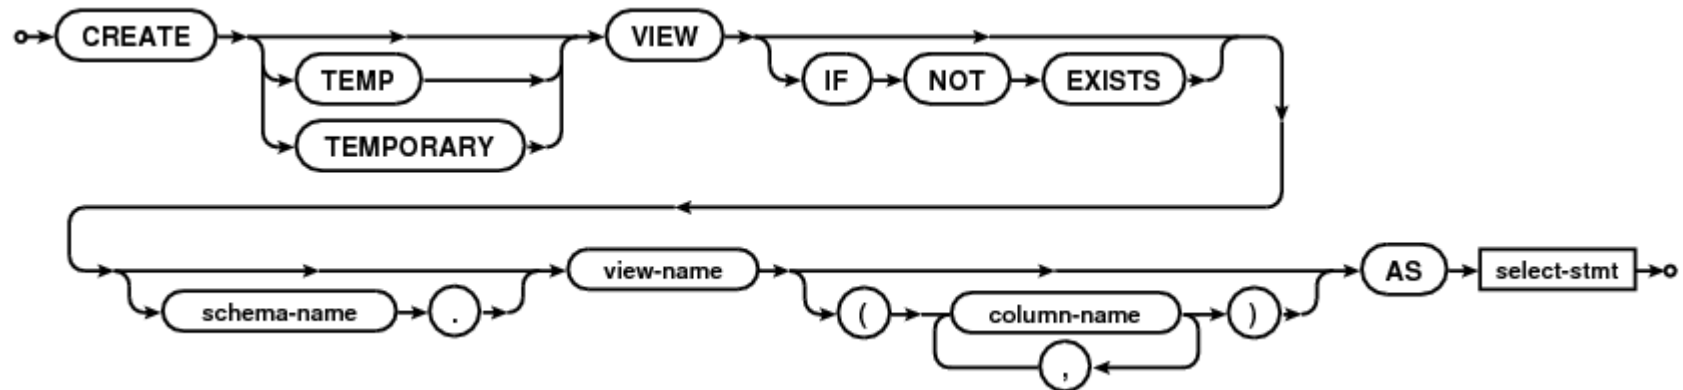 CREATE VIEW
TEMP IF NOT EXISTS
TEMPORARY
view-name AS select-stmt
schema-name . ( column-name )
,